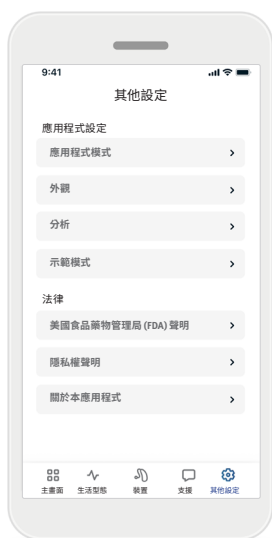 9:41
其他設定
應用程式設定
應用程式模式
外觀
分析
示範模式
法律
美國食品藥物管理局 (FDA) 聲明
隱私權聲明
關於本應用程式
主畫面 生活型態 裝置 支援 其他設定